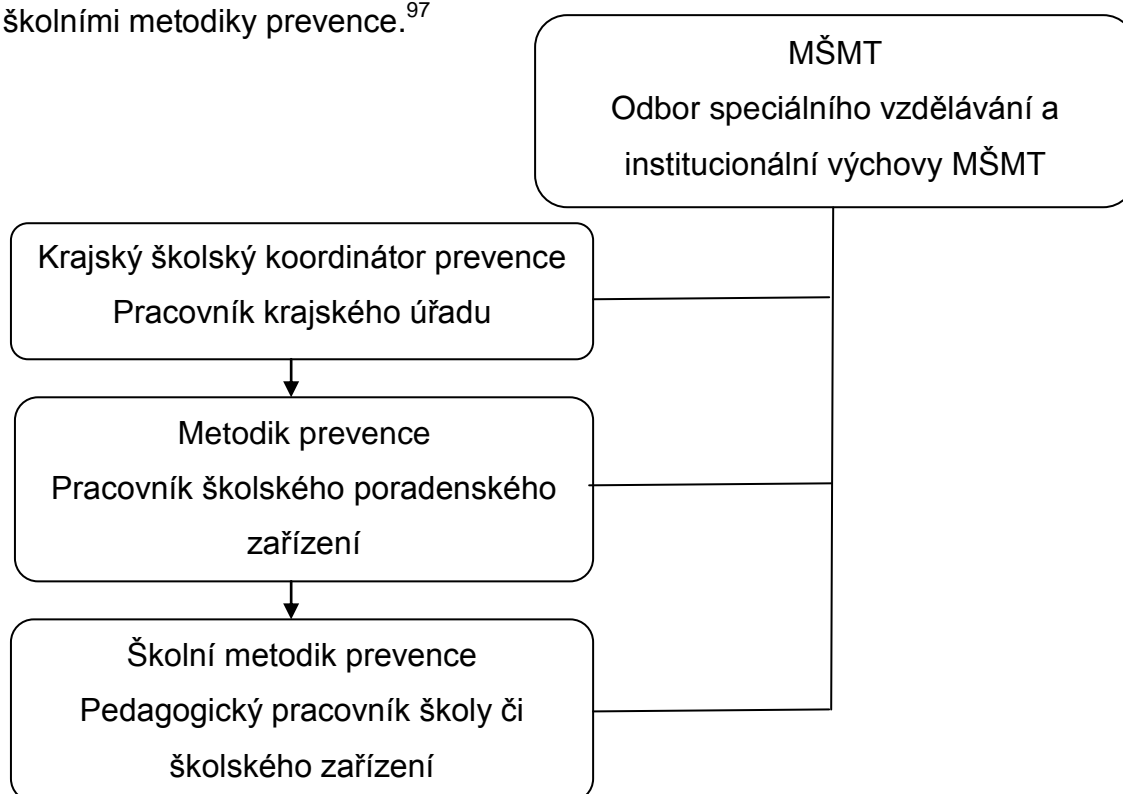 školními metodiky prevence.97
MŠMT
Odbor speciálního vzdělávání a
institucionální výchovy MŠMT
Krajský školský koordinátor prevence
Pracovník krajského úřadu
Metodik prevence
Pracovník školského poradenského
zařízení
Školní metodik prevence
Pedagogický pracovník školy či
školského zařízení